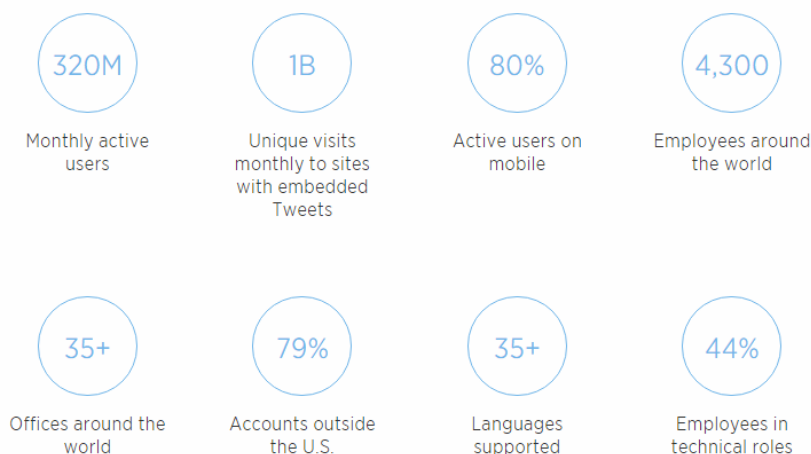 320M
Monthly active
users
1B
Unique visits
monthly to sites
with embedded
Tweets
80%
Active users on
mobile
4,300
Employees around
the world
35+
Offices around the
world
79%
Accounts outside
the U.S.
35+
Languages
supported
44%
Employees in
technical roles